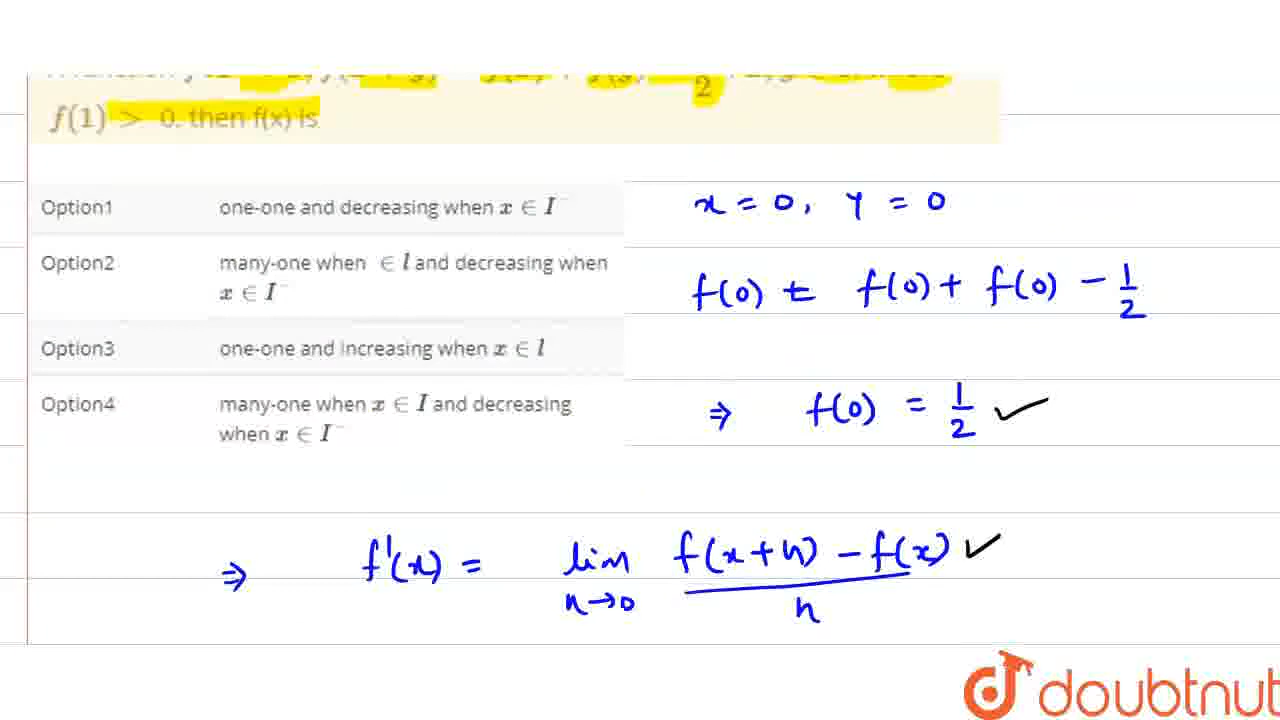 2
f(1) > 0. then f(x) is
Option1 one-one and decreasing when x ∈ I⁻
Option2 many-one when ∈ l and decreasing when
x ∈ I⁻
Option3 one-one and increasing when x ∈ l
Option4 many-one when x ∈ I and decreasing
when x ∈ I⁻
x = 0, y = 0
f(0) = f(0) + f(0) - 1/2
⇒ f(0) = 1/2 ✓
⇒ f'(x) = lim h→0 f(x+h) - f(x) / h ✓
doubtnut